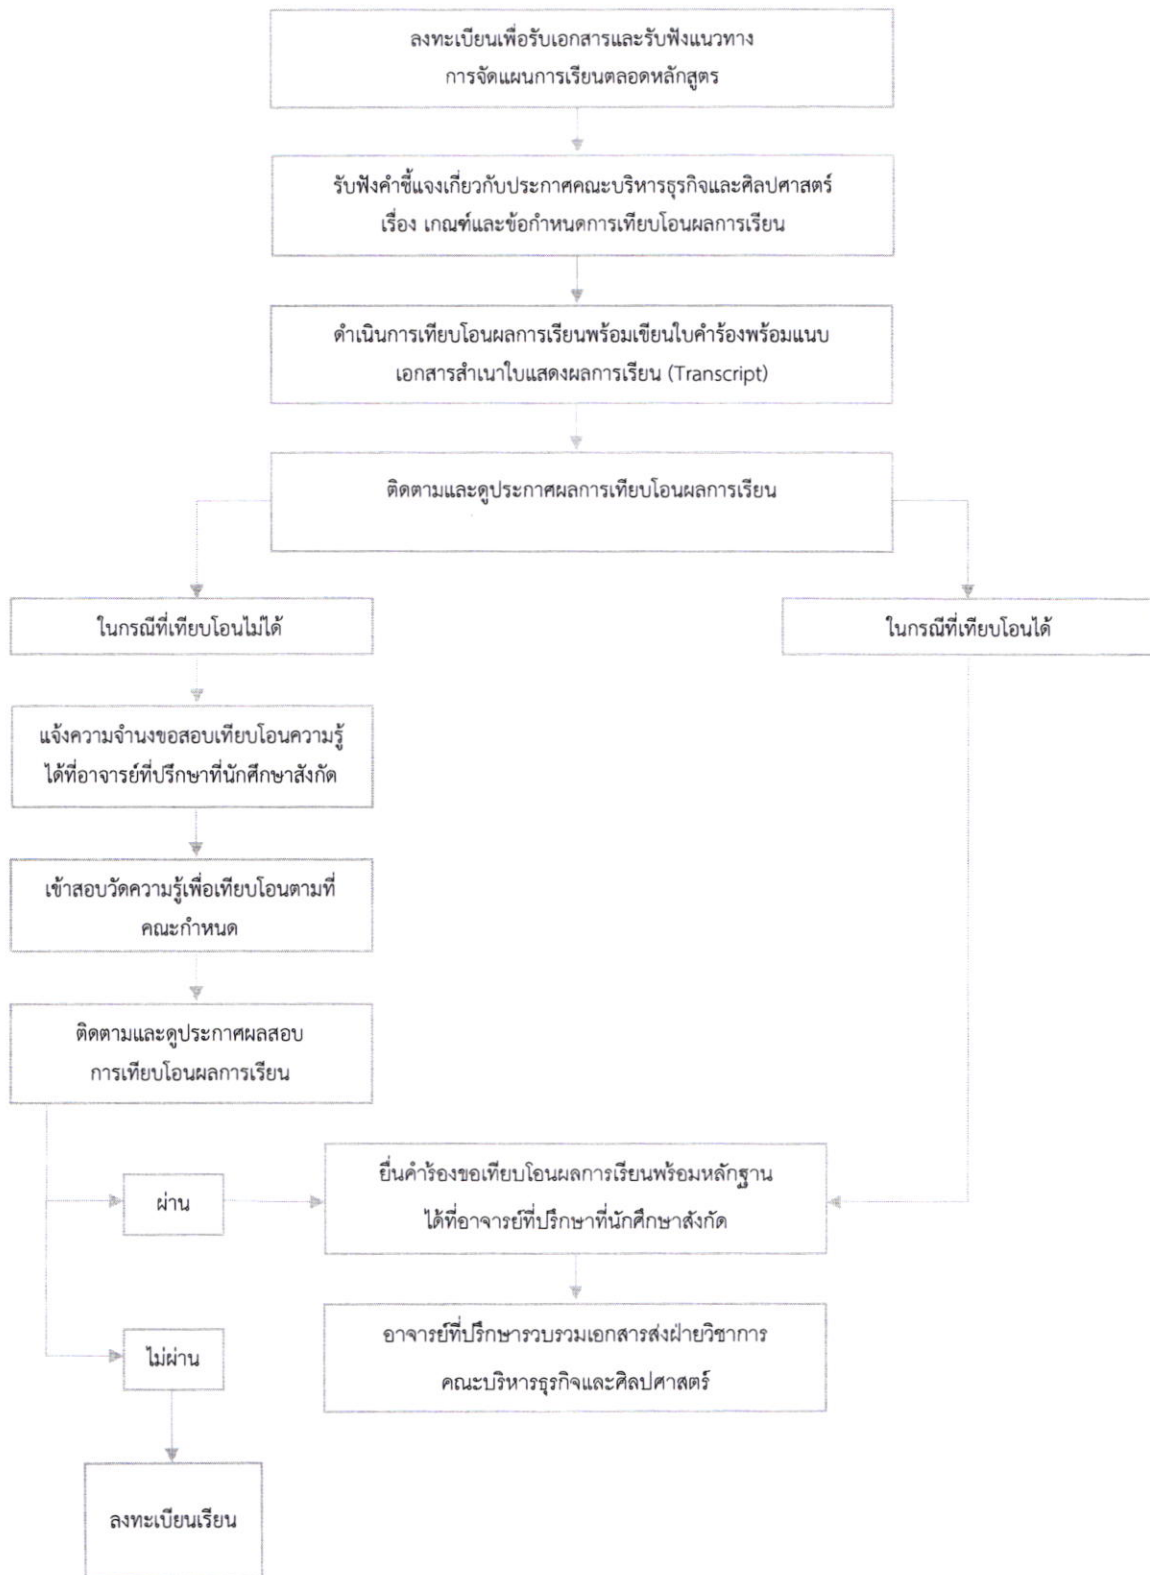 ลงทะเบียนเพื่อรับเอกสารและรับฟังแนวทาง
การจัดแผนการเรียนตลอดหลักสูตร
รับฟังคำชี้แจงเกี่ยวกับประกาศคณะบริหารธุรกิจและศิลปศาสตร์
เรื่อง เกณฑ์และข้อกำหนดการเทียบโอนผลการเรียน
ดำเนินการเทียบโอนผลการเรียนพร้อมเขียนใบคำร้องพร้อมแนบ
เอกสารสำเนาใบแสดงผลการเรียน (Transcript)
ติดตามและดูประกาศผลการเทียบโอนผลการเรียน
ในกรณีที่เทียบโอนไม่ได้
ในกรณีที่เทียบโอนได้
แจ้งความจำนงขอสอบเทียบโอนความรู้
ได้ที่อาจารย์ที่ปรึกษาที่นักศึกษาสังกัด
เข้าสอบวัดความรู้เพื่อเทียบโอนตามที่
คณะกำหนด
ติดตามและดูประกาศผลสอบ
การเทียบโอนผลการเรียน
ผ่าน
ยื่นคำร้องขอเทียบโอนผลการเรียนพร้อมหลักฐาน
ได้ที่อาจารย์ที่ปรึกษาที่นักศึกษาสังกัด
ไม่ผ่าน
อาจารย์ที่ปรึกษารวบรวมเอกสารส่งฝ่ายวิชาการ
คณะบริหารธุรกิจและศิลปศาสตร์
ลงทะเบียนเรียน